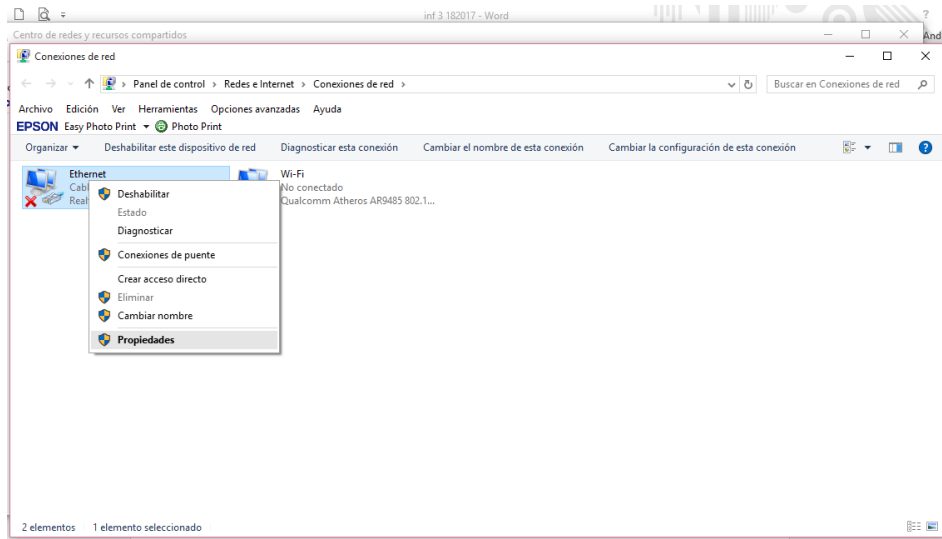 inf 3 182017 - Word
?
Centro de redes y recursos compartidos
And
Conexiones de red
Panel de control > Redes e Internet > Conexiones de red >
Buscar en Conexiones de red
Archivo Edición Ver Herramientas Opciones avanzadas Ayuda
EPSON Easy Photo Print Photo Print
Organizar Deshabilitar este dispositivo de red Diagnosticar esta conexión Cambiar el nombre de esta conexión Cambiar la configuración de esta conexión
Ethernet
Cabl
Realt
Wi-Fi
No conectado
Qualcomm Atheros AR9485 802.1...
Deshabilitar
Estado
Diagnosticar
Conexiones de puente
Crear acceso directo
Eliminar
Cambiar nombre
Propiedades
2 elementos 1 elemento seleccionado